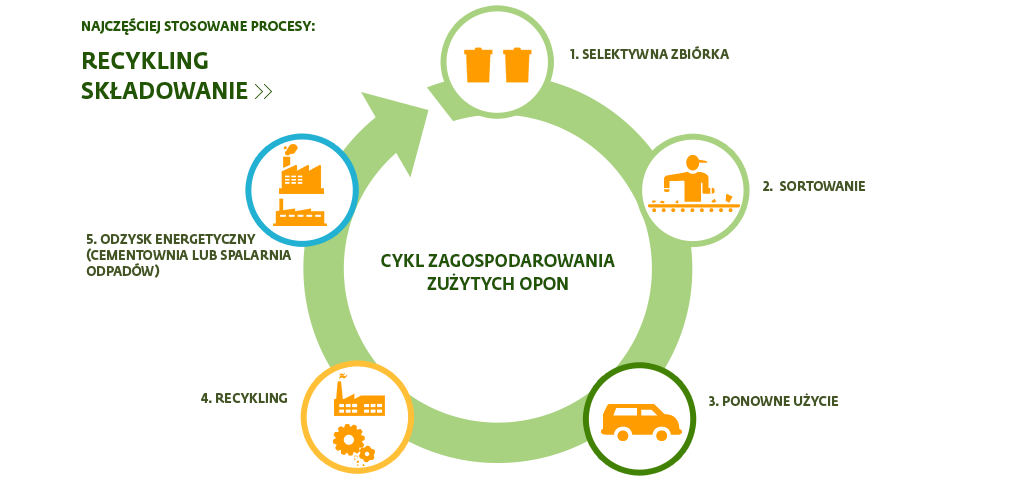 NAJCZĘŚCIEJ STOSOWANE PROCESY:
RECYKLING
SKŁADOWANIE
1. SELEKTYWNA ZBIÓRKA
2. SORTOWANIE
5. ODZYSK ENERGETYCZNY
(CEMENTOWNIA LUB SPALARNIA
ODPADÓW)
CYKL ZAGOSPODAROWANIA
ZUŻYTYCH OPON
4. RECYKLING
3. PONOWNE UŻYCIE